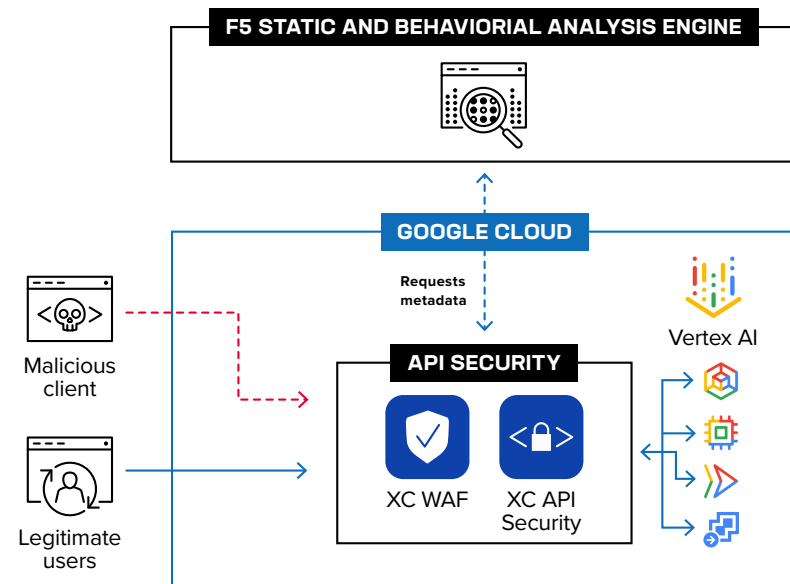 F5 STATIC AND BEHAVIORIAL ANALYSIS ENGINE
GOOGLE CLOUD
Requests
metadata
Vertex AI
Malicious
client
API SECURITY
XC WAF
XC API
Security
Legitimate
users